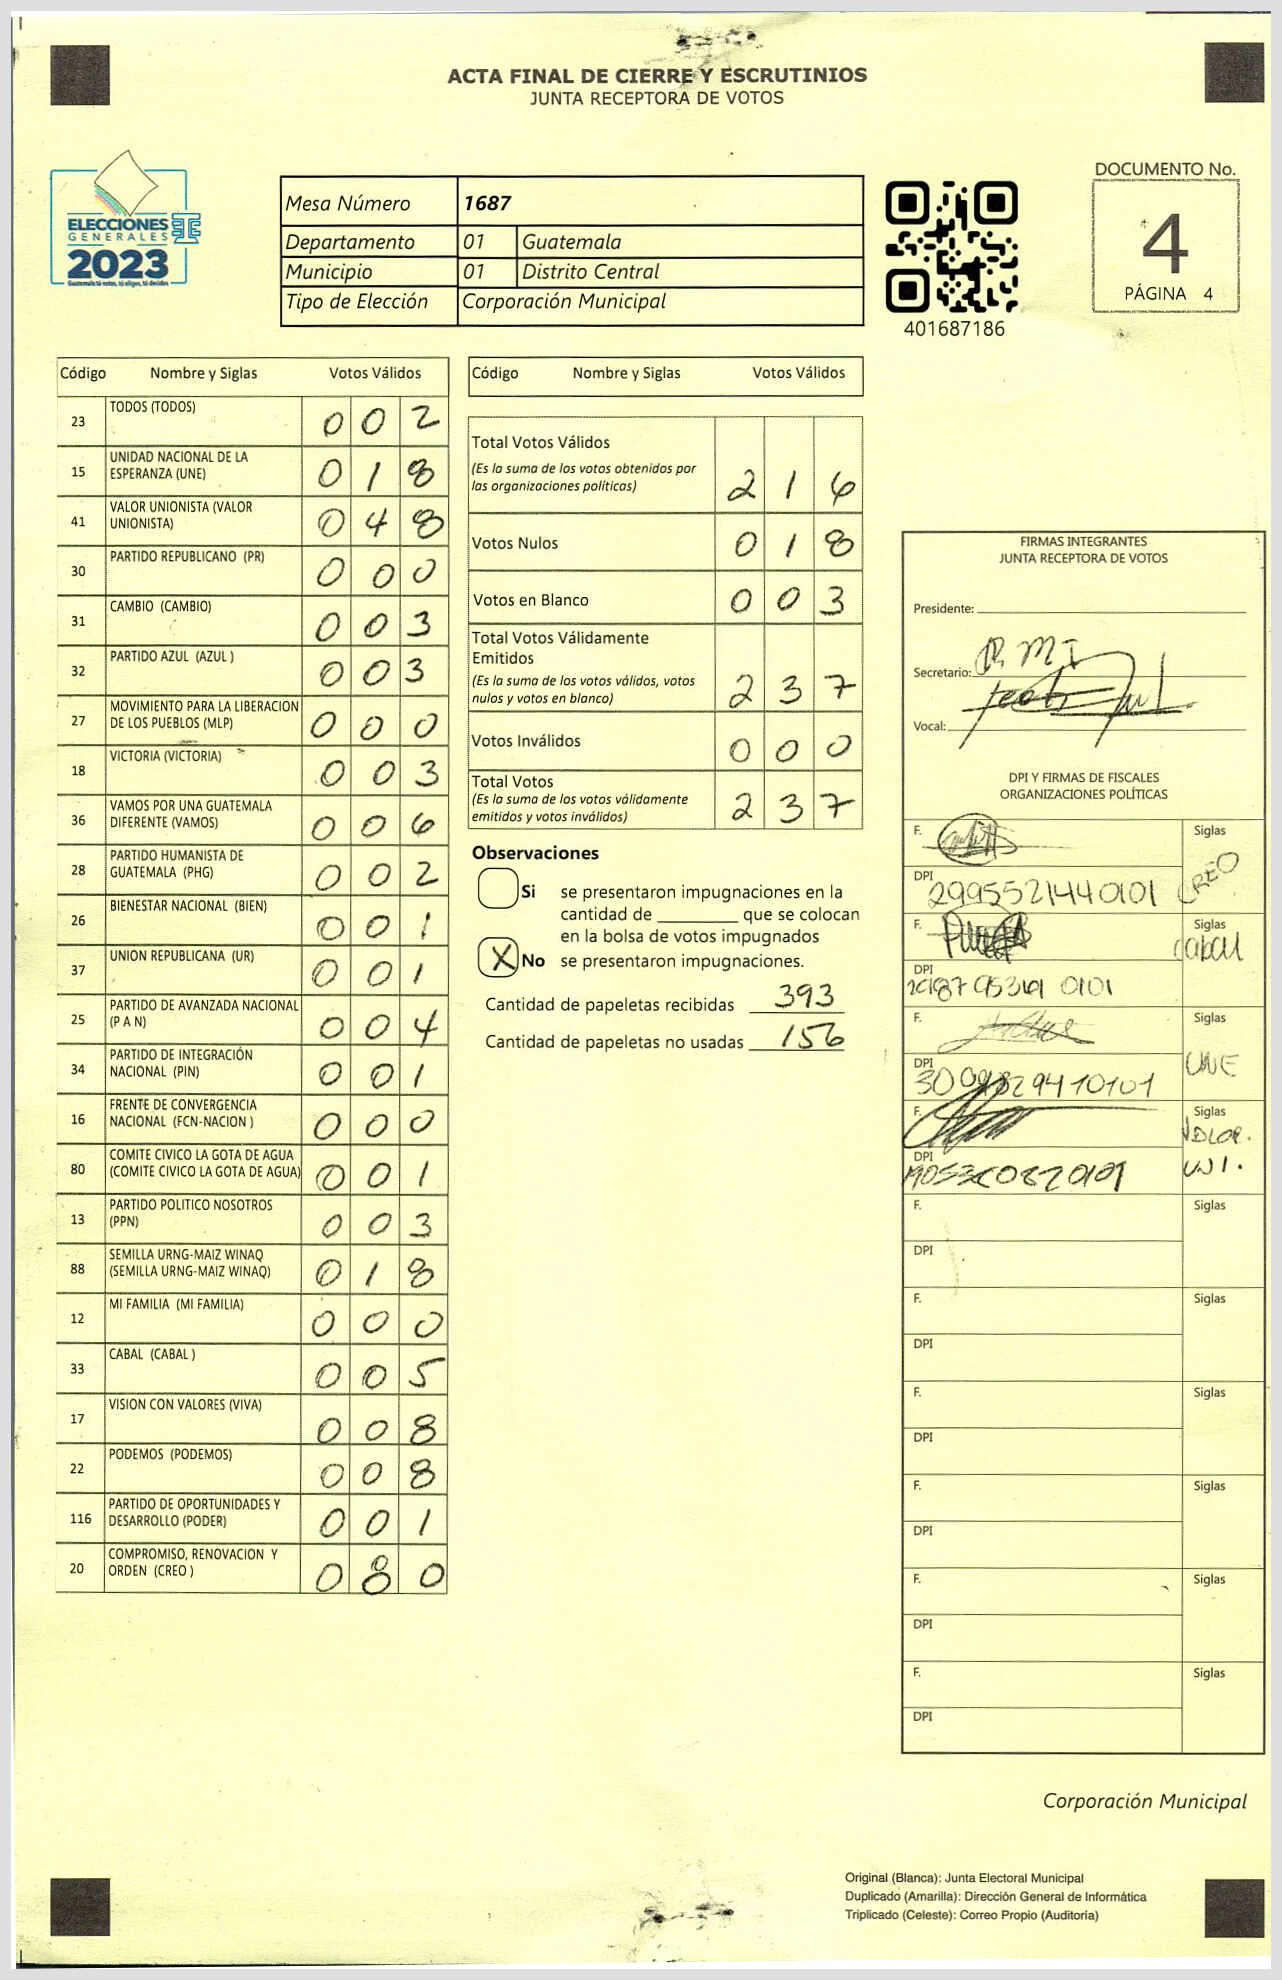 ACTA FINAL DE CIERRE Y ESCRUTINIOS
JUNTA RECEPTORA DE VOTOS
ELECCIONES
GENERALES
2023
Guatemala tú votas, tú eliges, tú decides
Mesa Número 1687
Departamento 01 Guatemala
Municipio 01 Distrito Central
Tipo de Elección Corporación Municipal
401687186
DOCUMENTO No.
4
PÁGINA 4
Código Nombre y Siglas Votos Válidos
23 TODOS (TODOS) 0 0 2
15 UNIDAD NACIONAL DE LA
ESPERANZA (UNE) 0 1 8
41 VALOR UNIONISTA (VALOR
UNIONISTA) 0 4 8
30 PARTIDO REPUBLICANO (PR) 0 0 0
31 CAMBIO (CAMBIO) 0 0 3
32 PARTIDO AZUL (AZUL ) 0 0 3
27 MOVIMIENTO PARA LA LIBERACION
DE LOS PUEBLOS (MLP) 0 0 0
18 VICTORIA (VICTORIA) 0 0 3
36 VAMOS POR UNA GUATEMALA
DIFERENTE (VAMOS) 0 0 6
28 PARTIDO HUMANISTA DE
GUATEMALA (PHG) 0 0 2
26 BIENESTAR NACIONAL (BIEN) 0 0 1
37 UNION REPUBLICANA (UR) 0 0 1
25 PARTIDO DE AVANZADA NACIONAL
(P A N) 0 0 4
34 PARTIDO DE INTEGRACIÓN
NACIONAL (PIN) 0 0 1
16 FRENTE DE CONVERGENCIA
NACIONAL (FCN-NACION ) 0 0 0
80 COMITE CIVICO LA GOTA DE AGUA
(COMITE CIVICO LA GOTA DE AGUA) 0 0 1
13 PARTIDO POLITICO NOSOTROS
(PPN) 0 0 3
88 SEMILLA URNG-MAIZ WINAQ
(SEMILLA URNG-MAIZ WINAQ) 0 1 8
12 MI FAMILIA (MI FAMILIA) 0 0 0
33 CABAL (CABAL ) 0 0 5
17 VISION CON VALORES (VIVA) 0 0 8
22 PODEMOS (PODEMOS) 0 0 8
116 PARTIDO DE OPORTUNIDADES Y
DESARROLLO (PODER) 0 0 1
20 COMPROMISO, RENOVACION Y
ORDEN (CREO ) 0 8 0
Código Nombre y Siglas Votos Válidos
Total Votos Válidos
(Es la suma de los votos obtenidos por
las organizaciones políticas) 2 1 6
Votos Nulos 0 1 8
Votos en Blanco 0 0 3
Total Votos Válidamente
Emitidos
(Es la suma de los votos válidos, votos
nulos y votos en blanco) 2 3 7
Votos Inválidos 0 0 0
Total Votos
(Es la suma de los votos válidamente
emitidos y votos inválidos) 2 3 7
Observaciones
Si se presentaron impugnaciones en la
cantidad de ________ que se colocan
en la bolsa de votos impugnados
X No se presentaron impugnaciones.
Cantidad de papeletas recibidas 393
Cantidad de papeletas no usadas 156
FIRMAS INTEGRANTES
JUNTA RECEPTORA DE VOTOS
Presidente:
Secretario:
Vocal:
DPI Y FIRMAS DE FISCALES
ORGANIZACIONES POLÍTICAS
F. Siglas
CREO
DPI
2995521440101
F. Siglas
CABAL
DPI
F. Siglas
UNE
DPI
F. Siglas
VALOR.
UNI.
DPI
F. Siglas
DPI
F. Siglas
DPI
F. Siglas
DPI
F. Siglas
DPI
F. Siglas
DPI
F. Siglas
DPI
Corporación Municipal
Original (Blanca): Junta Electoral Municipal
Duplicado (Amarilla): Dirección General de Informática
Triplicado (Celeste): Correo Propio (Auditoría)